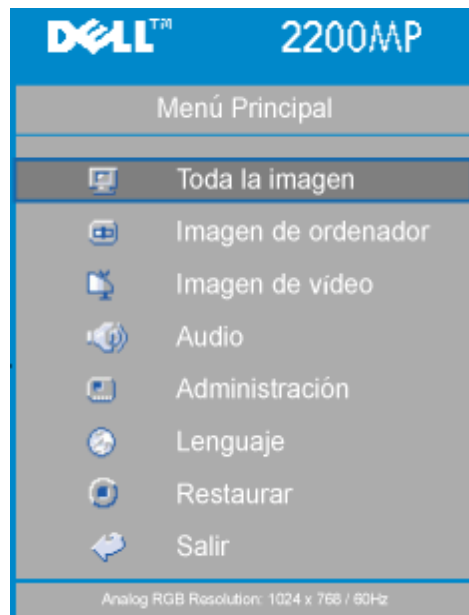 DELL™ 2200MP
Menú Principal
Toda la imagen
Imagen de ordenador
Imagen de vídeo
Audio
Administración
Lenguaje
Restaurar
Salir
Analog RGB Resolution: 1024 x 768 / 60Hz